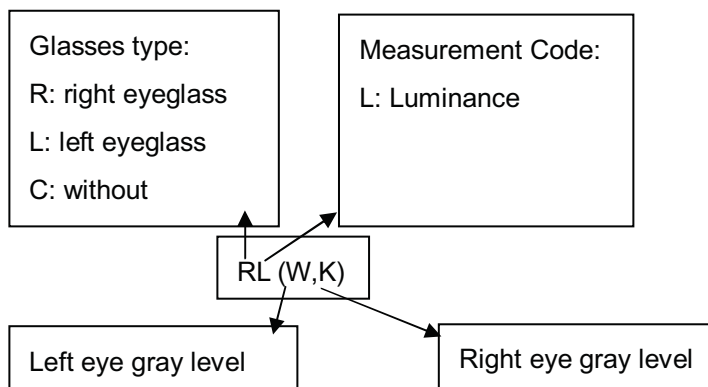 Glasses type:
R: right eyeglass
L: left eyeglass
C: without
Measurement Code:
L: Luminance
RL (W,K)
Left eye gray level
Right eye gray level